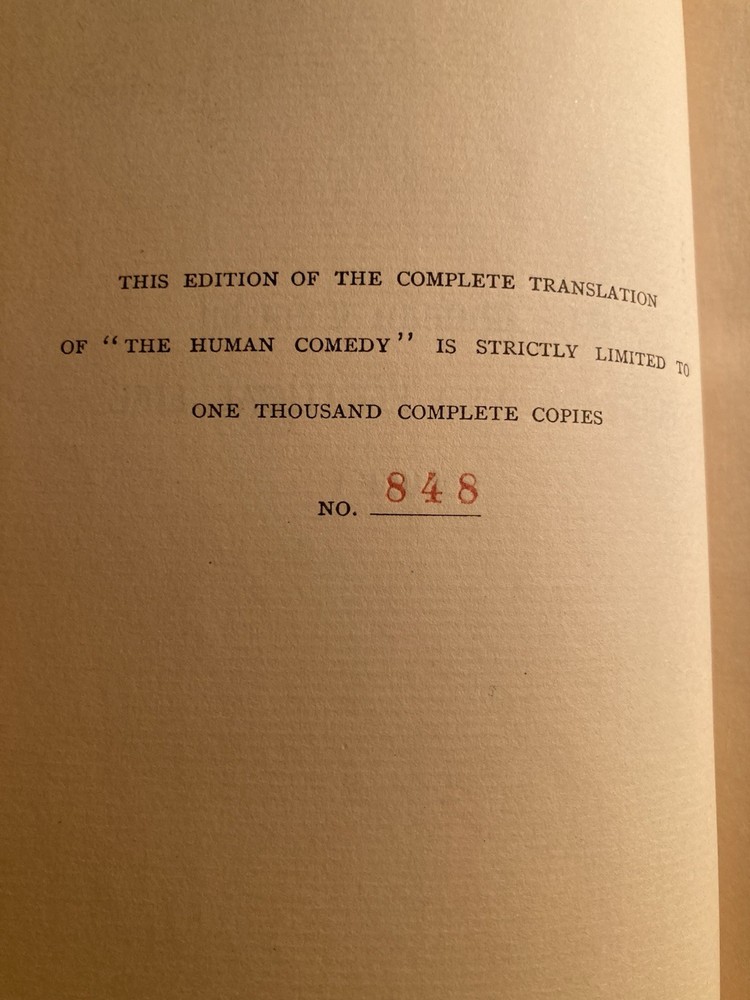 THIS EDITION OF THE COMPLETE TRANSLATION
OF “THE HUMAN COMEDY” IS STRICTLY LIMITED TO
ONE THOUSAND COMPLETE COPIES
NO. 848